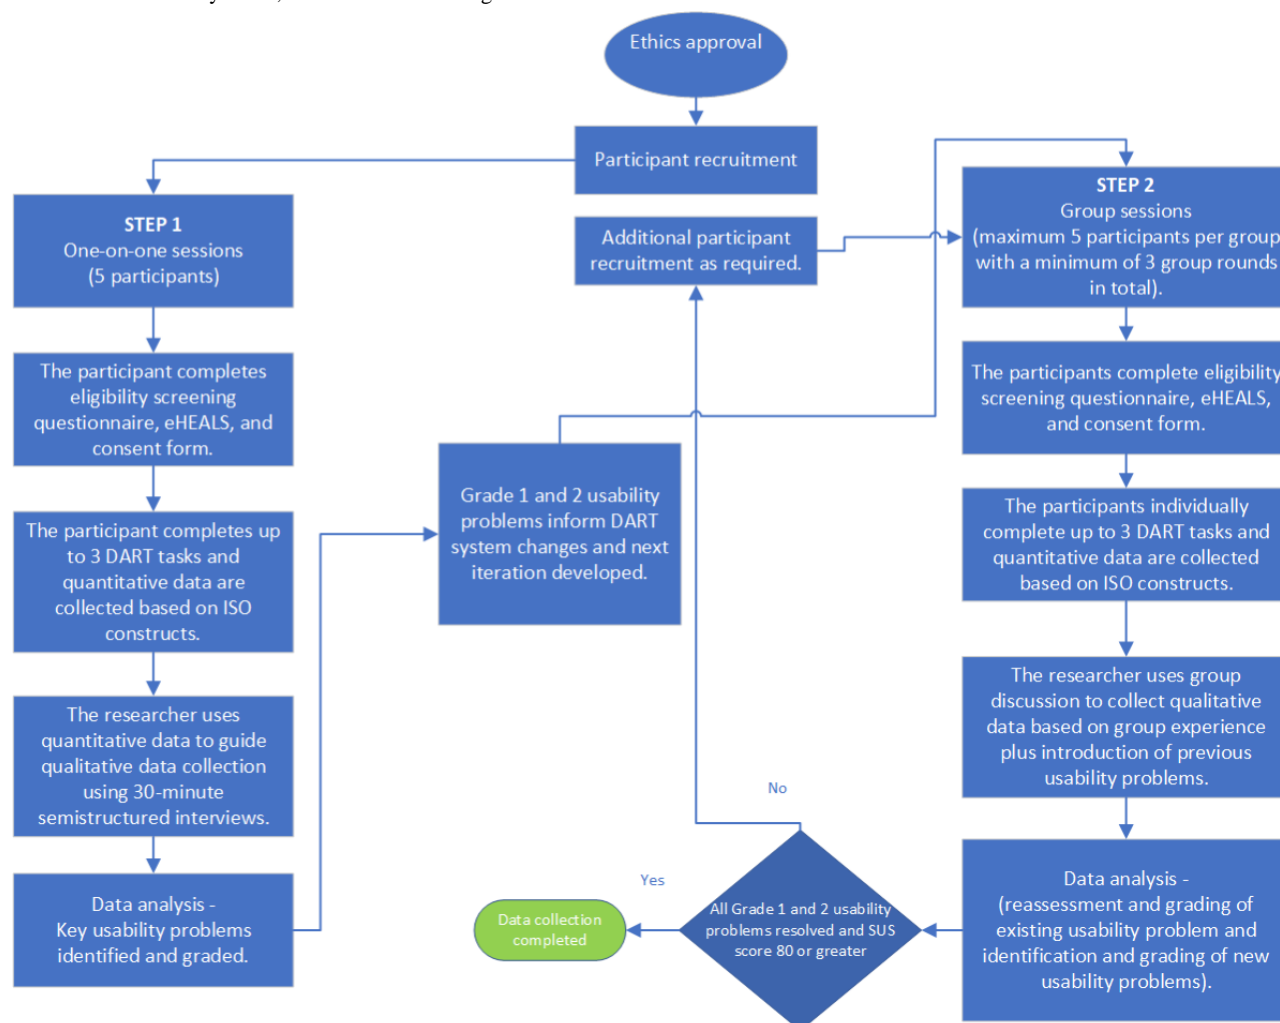 Ethics approval
Participant recruitment
Additional participant
recruitment as required.
STEP 1
One-on-one sessions
(5 participants)
The participant completes
eligibility screening
questionnaire, eHEALS, and
consent form.
The participant completes up
to 3 DART tasks and
quantitative data are
collected based on ISO
constructs.
The researcher uses
quantitative data to guide
qualitative data collection
using 30-minute
semistructured interviews.
Data analysis -
Key usability problems
identified and graded.
Grade 1 and 2 usability
problems inform DART
system changes and next
iteration developed.
STEP 2
Group sessions
(maximum 5 participants per group
with a minimum of 3 group rounds
in total).
The participants complete eligibility
screening questionnaire, eHEALS,
and consent form.
The participants individually
complete up to 3 DART tasks and
quantitative data are collected
based on ISO constructs.
The researcher uses group
discussion to collect qualitative
data based on group experience
plus introduction of previous
usability problems.
Data analysis -
(reassessment and grading of
existing usability problem and
identification and grading of new
usability problems).
All Grade 1 and 2 usability
problems resolved and SUS
score 80 or greater
No
Yes
Data collection
completed